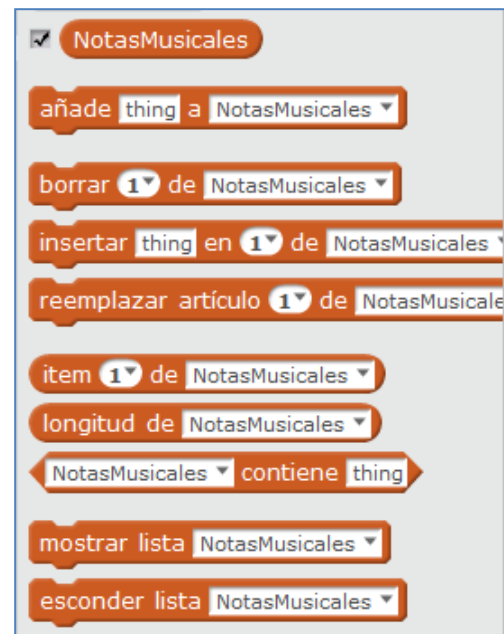 NotasMusicales
añade thing a NotasMusicales
borrar 1 de NotasMusicales
insertar thing en 1 de NotasMusicales
reemplazar artículo 1 de NotasMusicale
item 1 de NotasMusicales
longitud de NotasMusicales
NotasMusicales contiene thing
mostrar lista NotasMusicales
esconder lista NotasMusicales